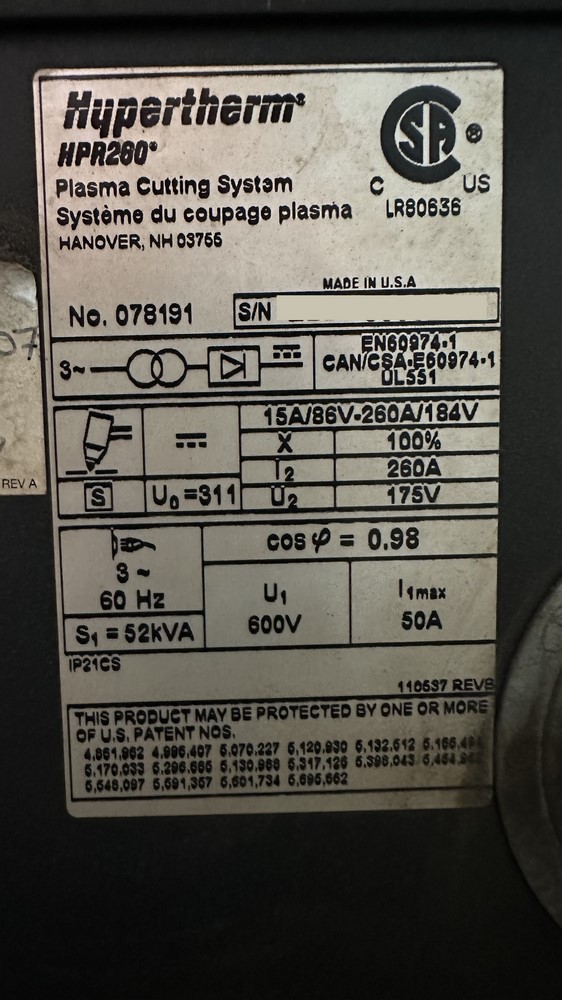 Hypertherm®
HPR260®
Plasma Cutting System
Système du coupage plasma
HANOVER, NH 03755
CSA ®
C US
LR80636
MADE IN U.S.A
No. 078191
S/N
3~
EN60974-1
CAN/CSA-E60974-1
UL551
15A/86V-260A/184V
X 100%
I2 260A
S U0=311 U2 175V
cos φ = 0.98
3 ~
60 Hz
U1 I1max
600V 50A
S1 = 52kVA
IP21CS
110537 REVB
THIS PRODUCT MAY BE PROTECTED BY ONE OR MORE
OF U.S. PATENT NOS.
4,861,962 4,996,407 5,070,227 5,120,930 5,132,512
5,170,033 5,296,665 5,130,968 5,317,126 5,398,043
5,548,097 5,591,357 5,601,734 5,695,662
07
REV A